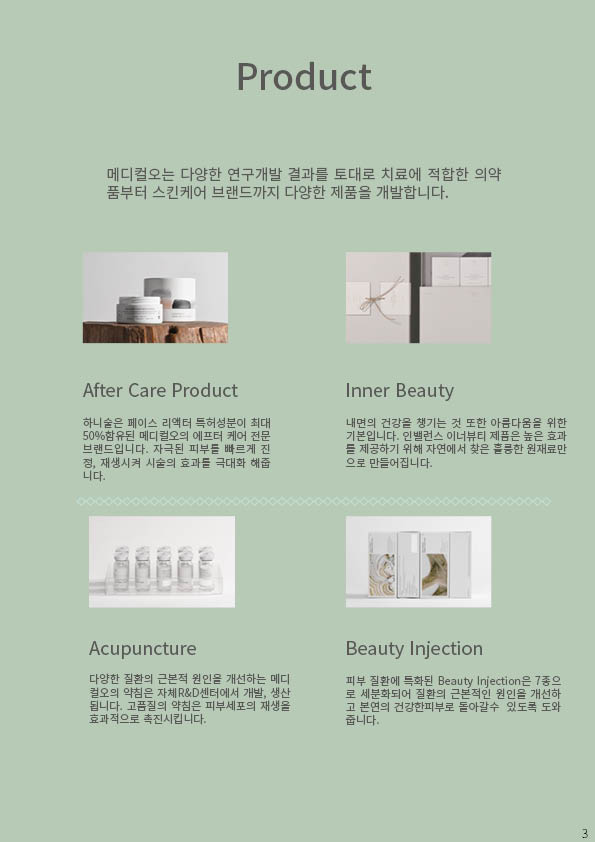 Product
메디컬오는 다양한 연구개발 결과를 토대로 치료에 적합한 의약
품부터 스킨케어 브랜드까지 다양한 제품을 개발합니다.
After Care Product
하니술은 페이스 리액터 특허성분이 최대
50%함유된 메디컬오의 에프터 케어 전문
브랜드입니다. 자극된 피부를 빠르게 진
정, 재생시켜 시술의 효과를 극대화 해줍
니다.
Inner Beauty
내면의 건강을 챙기는 것 또한 아름다움을 위한
기본입니다. 인밸런스 이너뷰티 제품은 높은 효과
를 제공하기 위해 자연에서 찾은 훌륭한 원재료만
으로 만들어집니다.
Acupuncture
다양한 질환의 근본적 원인을 개선하는 메디
컬오의 약침은 자체R&D센터에서 개발, 생산
됩니다. 고품질의 약침은 피부세포의 재생을
효과적으로 촉진시킵니다.
Beauty Injection
피부 질환에 특화된 Beauty Injection은 7종으
로 세분화되어 질환의 근본적인 원인을 개선하
고 본연의 건강한피부로 돌아갈수 있도록 도와
줍니다.
3